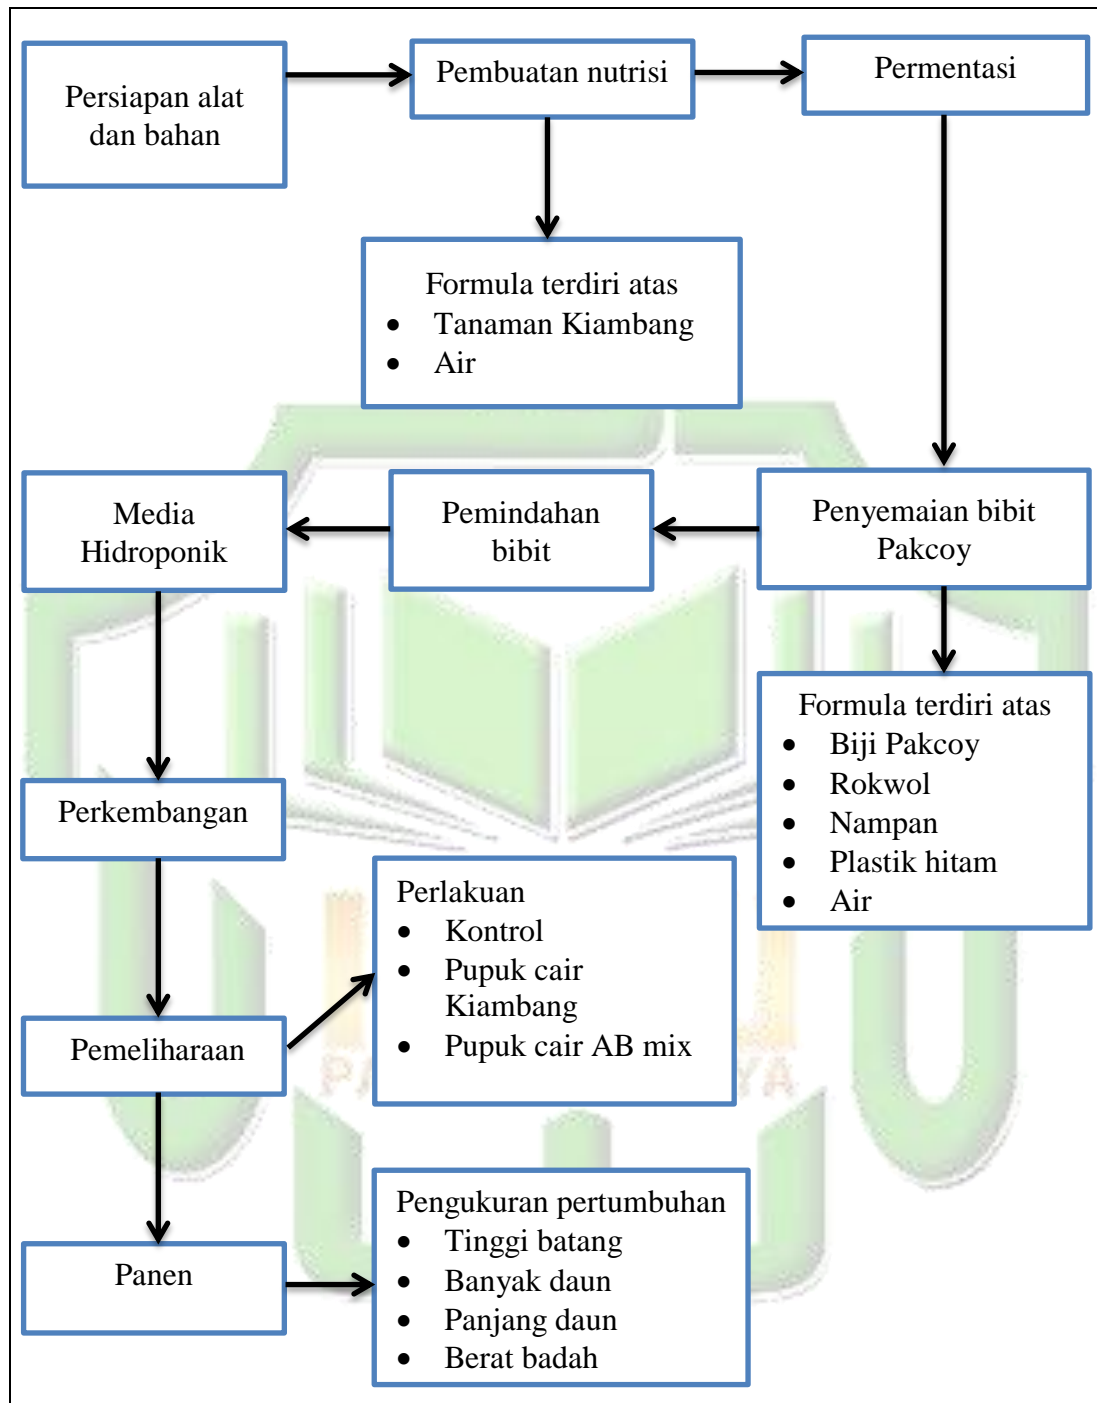 Persiapan alat
dan bahan
Pembuatan nutrisi
Permentasi
Formula terdiri atas
• Tanaman Kiambang
• Air
Media
Hidroponik
Pemindahan
bibit
Penyemaian bibit
Pakcoy
Formula terdiri atas
• Biji Pakcoy
• Rokwol
• Nampan
• Plastik hitam
• Air
Perkembangan
Perlakuan
• Kontrol
• Pupuk cair
Kiambang
• Pupuk cair AB mix
Pemeliharaan
Pengukuran pertumbuhan
• Tinggi batang
• Banyak daun
• Panjang daun
• Berat badah
Panen